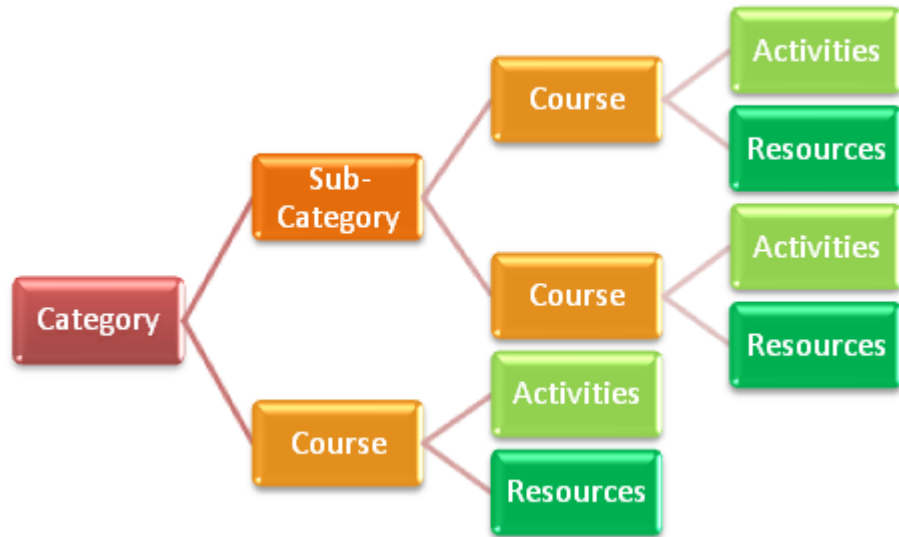 Activities
Course
Resources
Sub-
Category
Activities
Course
Resources
Category
Activities
Course
Resources